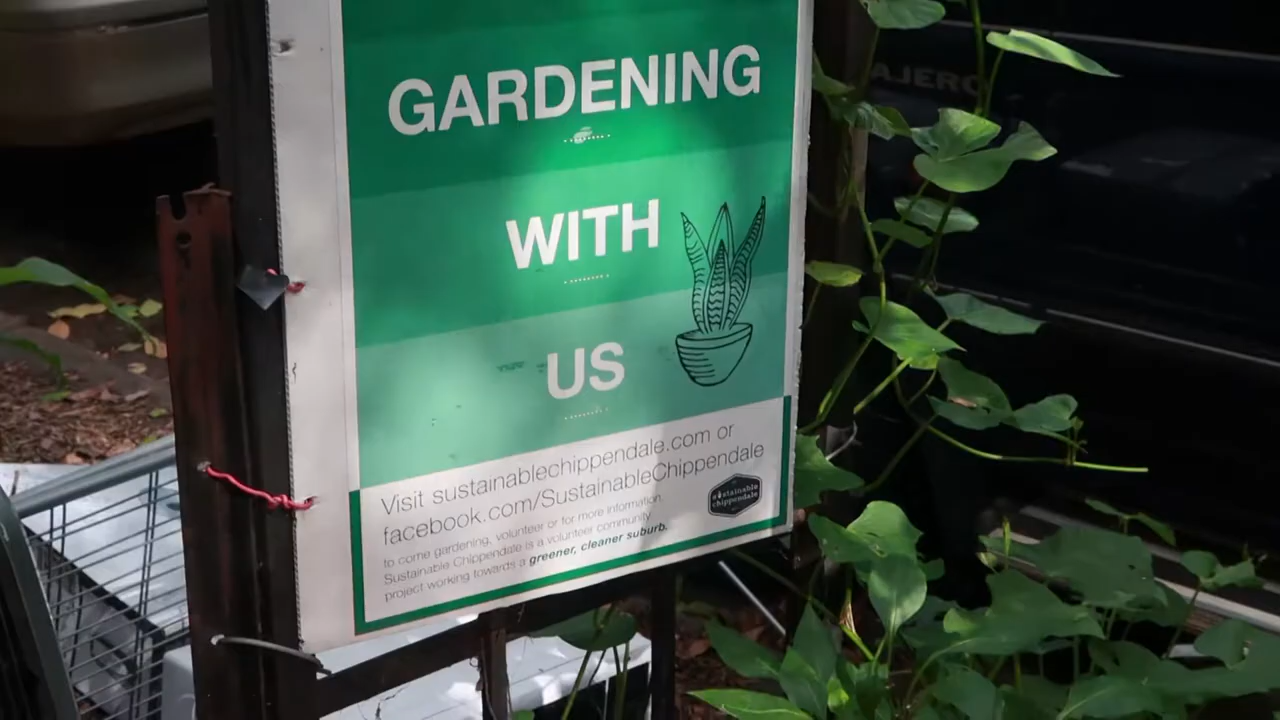 GARDENING
WITH
US
Visit sustainablechippendale.com or
facebook.com/SustainableChippendale
to come gardening, volunteer or for more information.
Sustainable Chippendale is a volunteer community
project working towards a greener, cleaner suburb.
sustainable
chippendale
AJERO